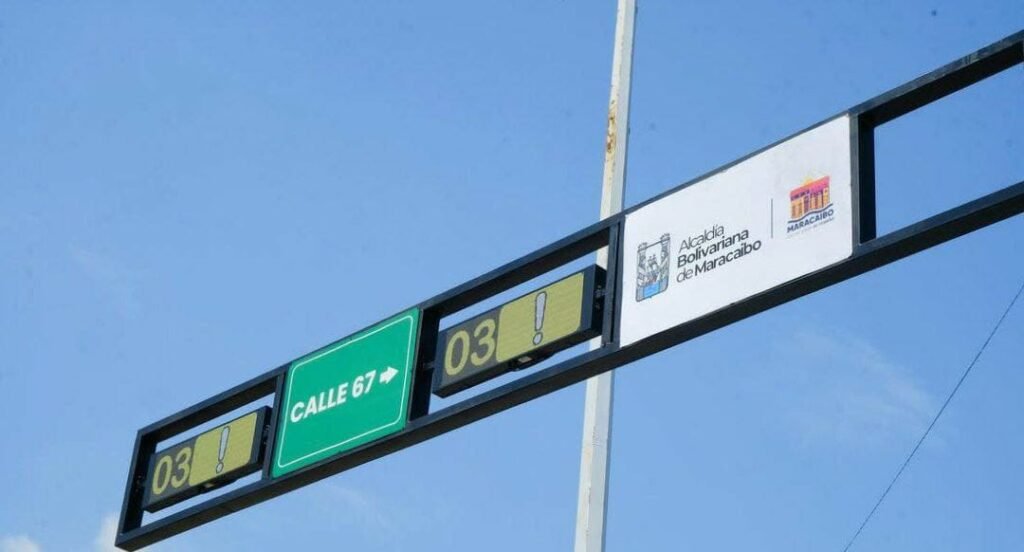 03 !
CALLE 67 →
03 !
Alcaldía
Bolivariana
de Maracaibo
MARACAIBO